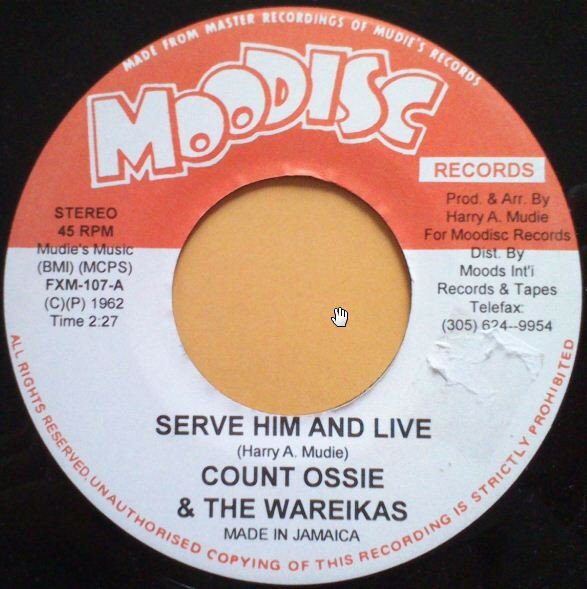 MADE FROM MASTER RECORDINGS OF MUDIE'S RECORDS
MOODISC
RECORDS
STEREO
45 RPM
Mudie's Music
(BMI) (MCPS)
FXM-107-A
(C)(P) 1962
Time 2:27
Prod. & Arr. By
Harry A. Mudie
For Moodisc Records
Dist. By
Moods Int'i
Records & Tapes
Telefax:
(305) 624--9954
SERVE HIM AND LIVE
(Harry A. Mudie)
COUNT OSSIE
& THE WAREIKAS
MADE IN JAMAICA
ALL RIGHTS RESERVED. UNAUTHORISED COPYING OF THIS RECORDING IS STRICTLY PROHIBITED